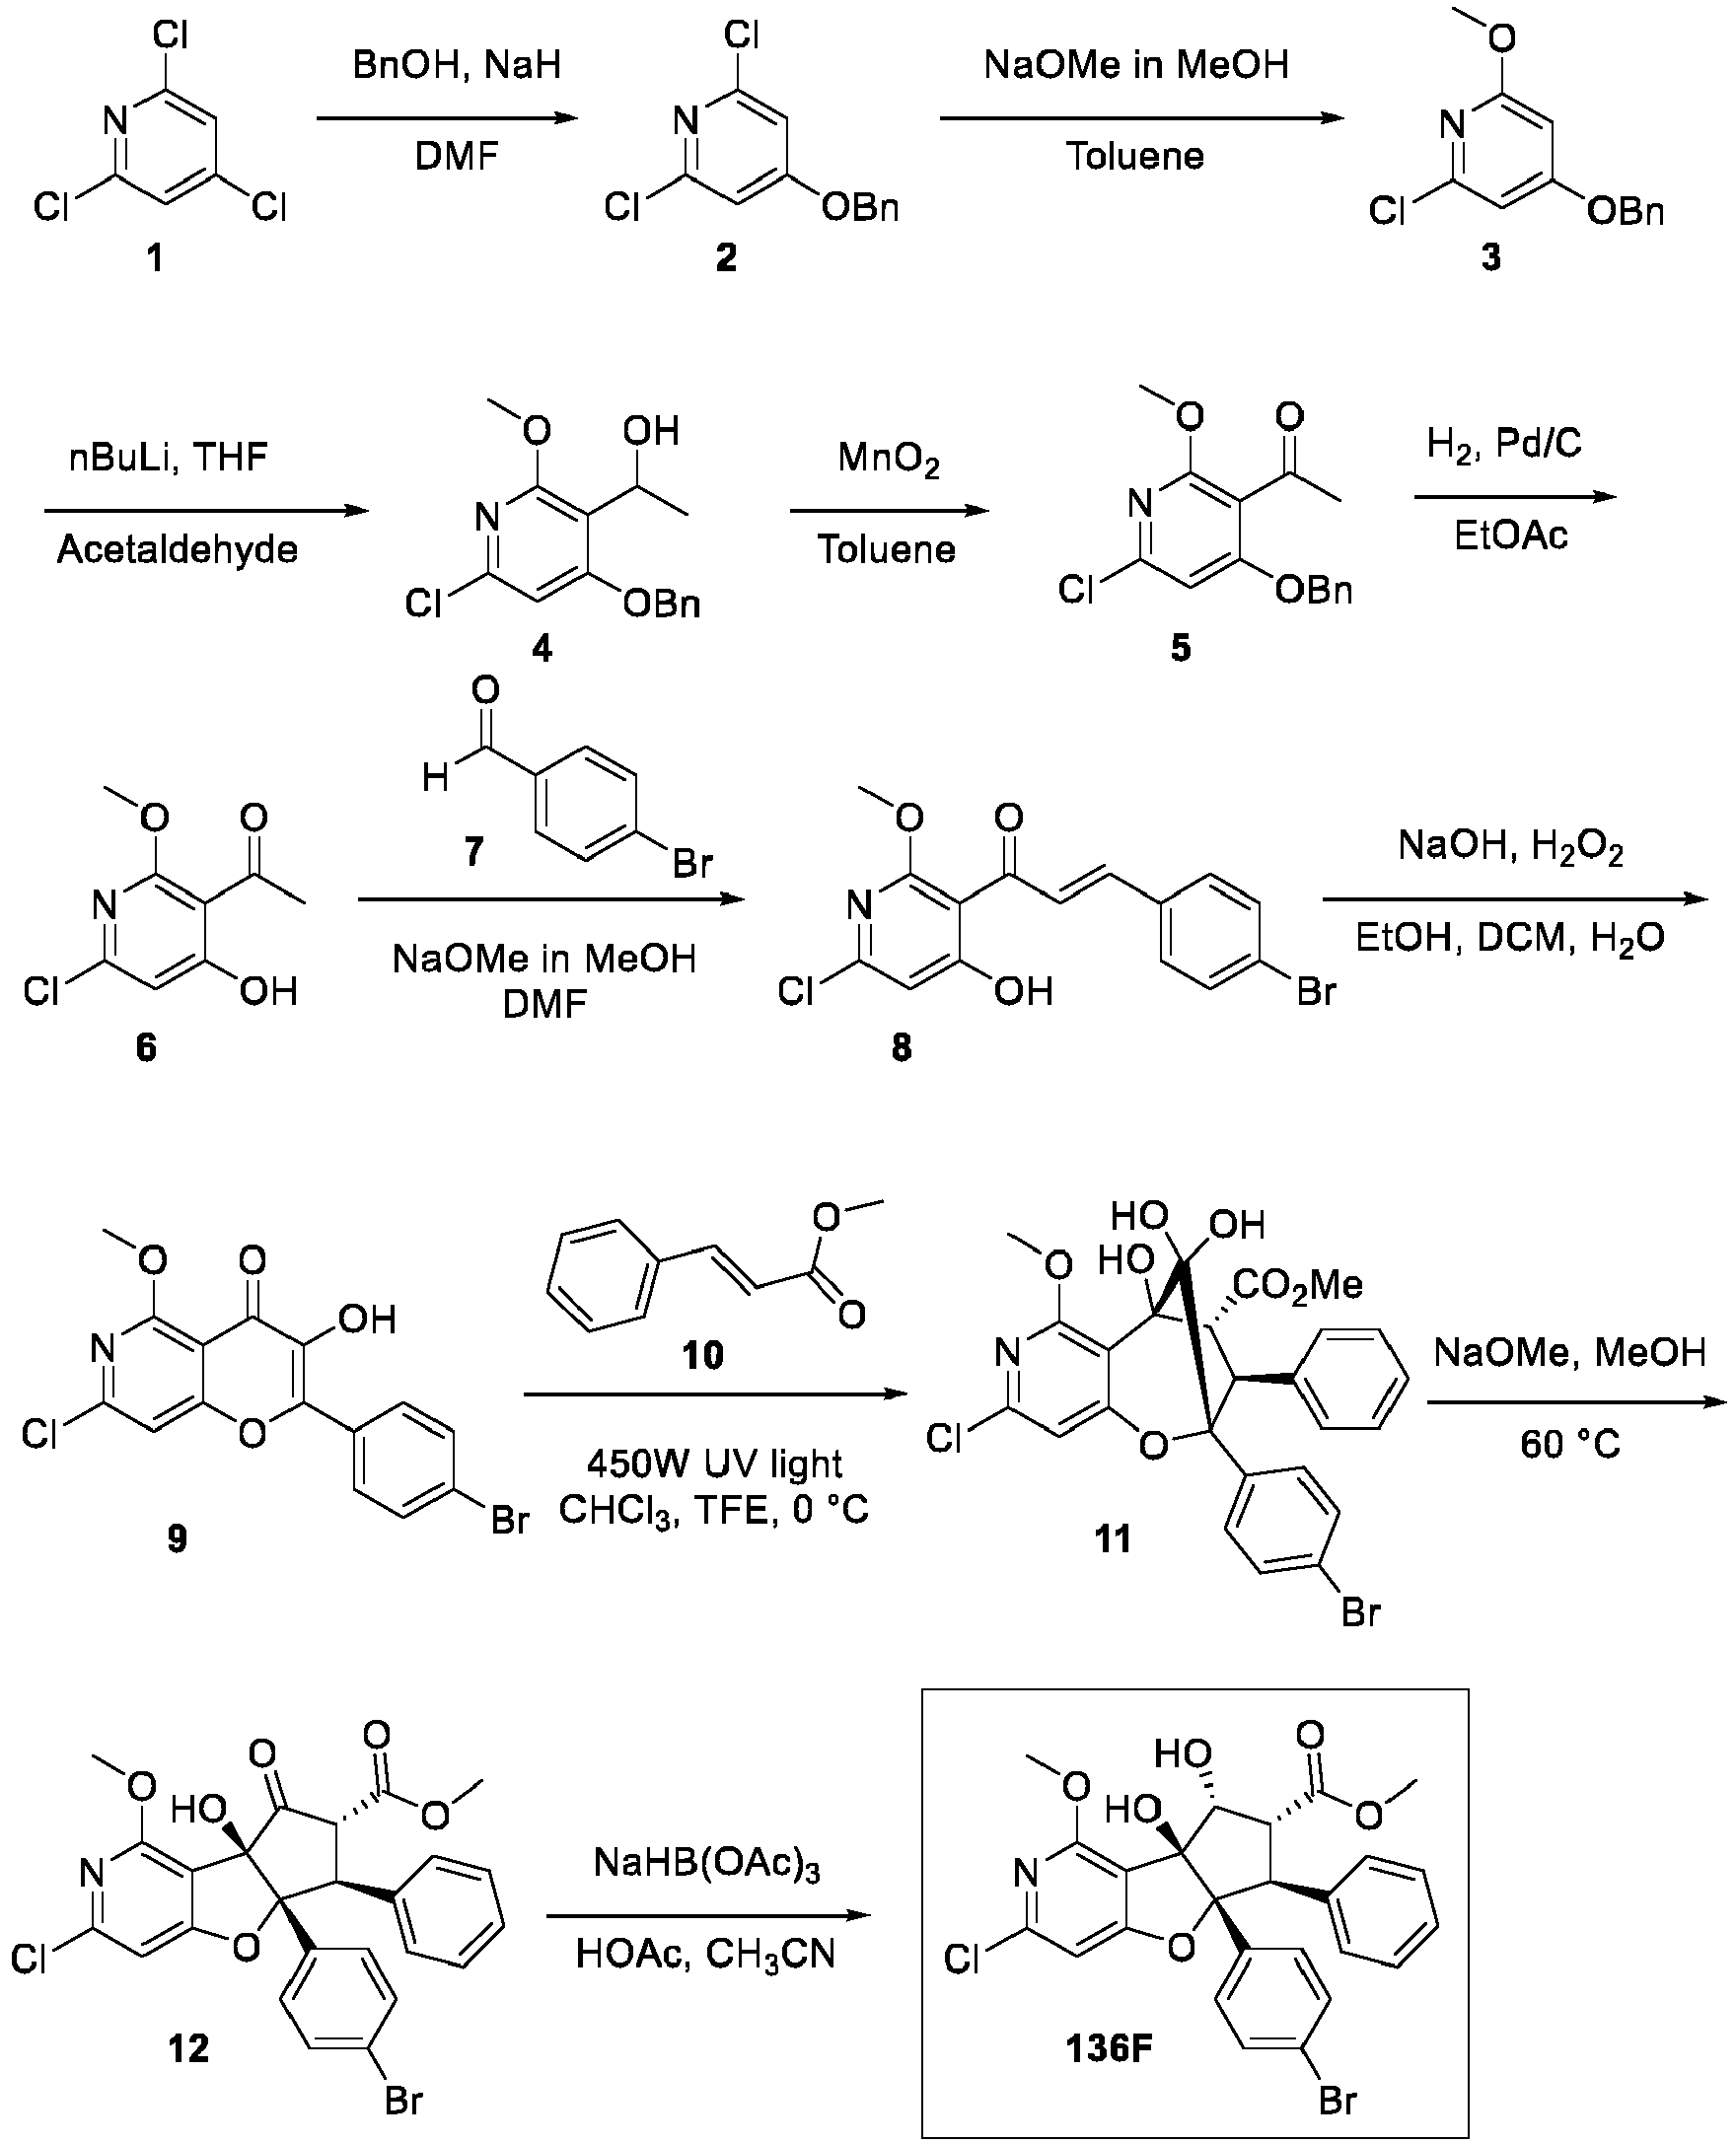 Cl
N
Cl
Cl
1
BnOH, NaH
DMF
Cl
N
Cl
OBn
2
NaOMe in MeOH
Toluene
O
N
Cl
OBn
3
nBuLi, THF
Acetaldehyde
O
OH
N
Cl
OBn
4
MnO2
Toluene
O
O
N
Cl
OBn
5
H2, Pd/C
EtOAc
O
O
N
Cl
OH
6
O
H
7
Br
NaOMe in MeOH
DMF
O
O
N
Cl
OH
Br
8
NaOH, H2O2
EtOH, DCM, H2O
O
O
OH
N
Cl
O
Br
9
O
O
10
450W UV light
CHCl3, TFE, 0 °C
HO
OH
HO
O
CO2Me
N
Cl
O
Br
11
NaOMe, MeOH
60 °C
O
O
O
HO
O
N
Cl
O
Br
12
NaHB(OAc)3
HOAc, CH3CN
HO
O
O
HO
O
N
Cl
O
Br
136F